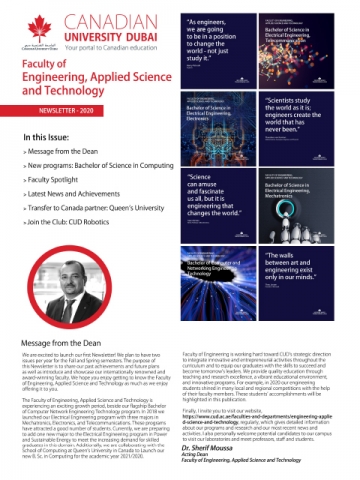 CANADIAN
UNIVERSITY DUBAI
Your portal to Canadian education
Faculty of
Engineering, Applied Science
and Technology
NEWSLETTER - 2020
In this Issue:
» Message from the Dean
» New programs: Bachelor of Science in Computing
» Faculty Spotlight
» Latest News and Achievements
» Transfer to Canada partner: Queen's University
» Join the Club: CUD Robotics
"As engineers,
we are going
to be in a position
to change the
world - not just
study it."
Bachelor of Science in
Electrical Engineering,
Telecommunications
Bachelor of Science in
Electrical Engineering,
Electronics
"Scientists study
the world as it is;
engineers create the
world that has
never been."
"Science
can amuse
and fascinate
us all, but it is
engineering that
changes the world."
Bachelor of Science in
Electrical Engineering,
Mechatronics
Bachelor of Computer and
Networking Engineering
Technology
"The walls
between art and
engineering exist
only in our minds."
Message from the Dean
We are excited to launch our first Newsletter! We plan to have two
issues per year for the Fall and Spring semesters. The purpose of
this Newsletter is to share our past achievements and future plans
as well as introduce and showcase our internationally renowned and
award-winning faculty. We hope you enjoy getting to know the Faculty
of Engineering, Applied Science and Technology as much as we enjoy
offering it to you.
The Faculty of Engineering, Applied Science and Technology is
experiencing an exciting growth period, beside our flagship Bachelor
of Computer Network Engineering Technology program. In 2018 we
launched our Electrical Engineering program with three majors in
Mechatronics, Electronics, and Telecommunications. These programs
have attracted a good number of students. Currently, we are preparing
to add one new major to the Electrical Engineering program in Power
and Sustainable Energy to meet the increasing demand for skilled
graduates in this domain. Additionally, we are collaborating with the
School of Computing at Queen's University in Canada to launch our
new B. Sc. in Computing for the academic year 2021/2020.
Faculty of Engineering is working hard toward CUD's strategic direction
to integrate innovative and entrepreneurial activities throughout the
curriculum and to equip our graduates with the skills to succeed and
become tomorrow's leaders. We provide quality education through
teaching and research excellence, a vibrant educational environment,
and innovative programs. For example, in 2020 our engineering
students shined in many local and regional competitions with the help
of their faculty members. These students' accomplishments will be
highlighted in this publication.
Finally, I invite you to visit our website,
https://www.cud.ac.ae/faculties-and-departments/engineering-applie
d-science-and-technology, regularly, which gives detailed information
about our programs and research and our most recent news and
activities. I also personally welcome potential candidates to our campus
to visit our laboratories and meet professors, staff and students.
Dr. Sherif Moussa
Acting Dean
Faculty of Engineering, Applied Science and Technology